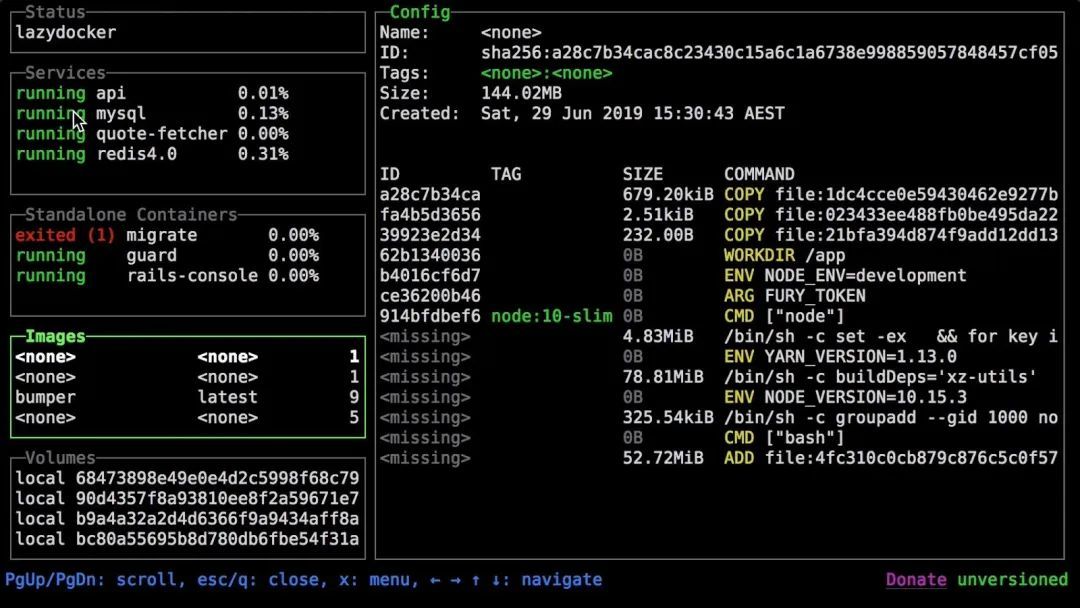 Status
lazydocker
Services
running api 0.01%
running mysql 0.13%
running quote-fetcher 0.00%
running redis4.0 0.31%
Standalone Containers
exited (1) migrate 0.00%
running guard 0.00%
running rails-console 0.00%
Images
<none> <none> 1
<none> <none> 1
bumper latest 9
<none> <none> 5
Volumes
local 68473898e49e0e4d2c5998f68c79
local 90d4357f8a93810ee8f2a59671e7
local b9a4a32a2d4d6366f9a9434aff8a
local bc80a55695b8d780db6fbe54f31a
Config
Name: <none>
ID: sha256:a28c7b34cac8c23430c15a6c1a6738e998859057848457cf05
Tags: <none>:<none>
Size: 144.02MB
Created: Sat, 29 Jun 2019 15:30:43 AEST
ID TAG SIZE COMMAND
a28c7b34ca 679.20kiB COPY file:1dc4cce0e59430462e9277b
fa4b5d3656 2.51kiB COPY file:023433ee488fb0be495da22
39923e2d34 232.00B COPY file:21bfa394d874f9add12dd13
62b1340036 0B WORKDIR /app
b4016cf6d7 0B ENV NODE_ENV=development
ce36200b46 0B ARG FURY_TOKEN
914bfdbef6 node:10-slim 0B CMD ["node"]
<missing> 4.83MiB /bin/sh -c set -ex && for key i
<missing> 0B ENV YARN_VERSION=1.13.0
<missing> 78.81MiB /bin/sh -c buildDeps='xz-utils'
<missing> 0B ENV NODE_VERSION=10.15.3
<missing> 325.54kiB /bin/sh -c groupadd --gid 1000 no
<missing> 0B CMD ["bash"]
<missing> 52.72MiB ADD file:4fc310c0cb879c876c5c0f57
PgUp/PgDn: scroll, esc/q: close, x: menu, ← → ↑ ↓: navigate
Donate unversioned